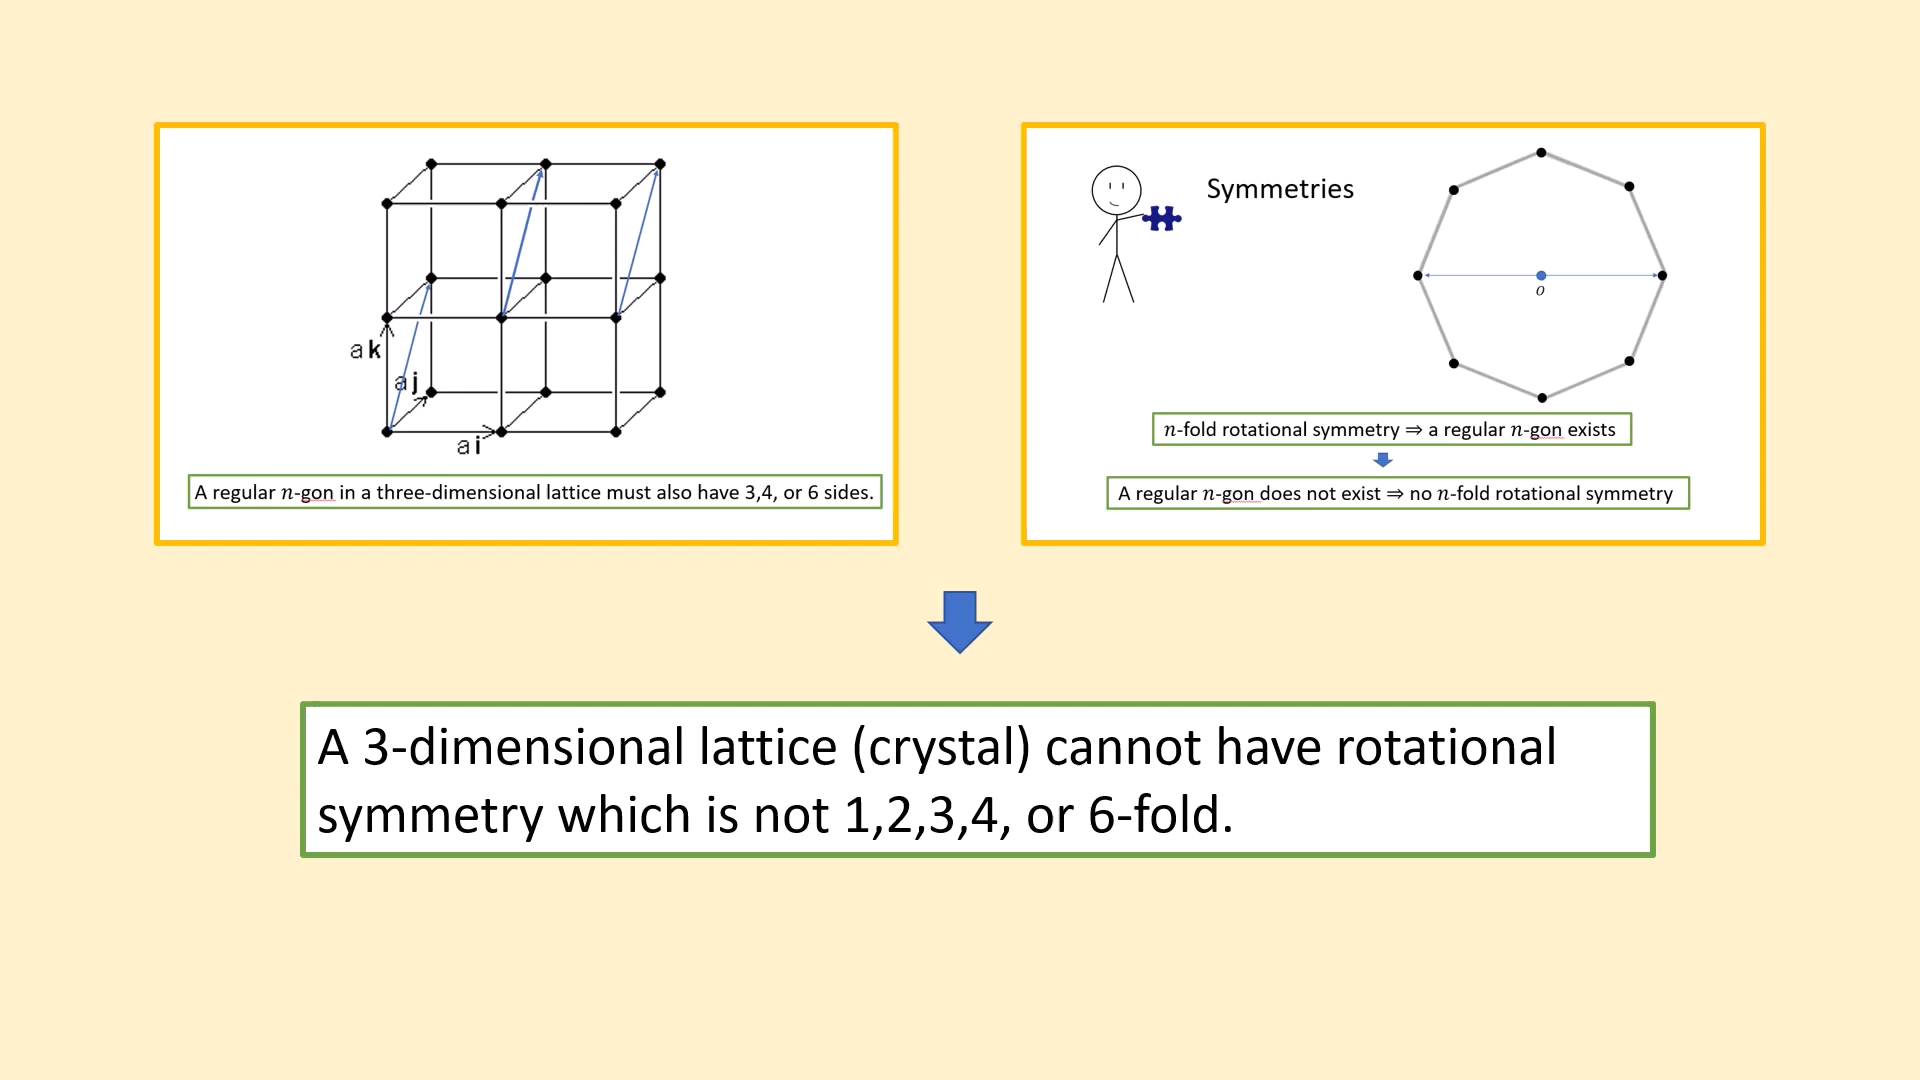 a k
a j
a i
A regular n-gon in a three-dimensional lattice must also have 3,4, or 6 sides.
Symmetries
O
n-fold rotational symmetry ⇒ a regular n-gon exists
A regular n-gon does not exist ⇒ no n-fold rotational symmetry
A 3-dimensional lattice (crystal) cannot have rotational
symmetry which is not 1,2,3,4, or 6-fold.